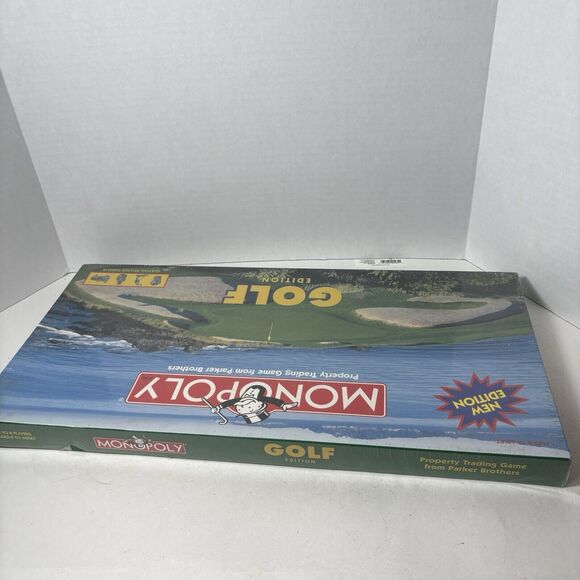 MONOPOLY
Property Trading Game from Parker Brothers
GOLF
EDITION
NEW
EDITION
MONOPOLY
GOLF
EDITION
Property Trading Game
from Parker Brothers